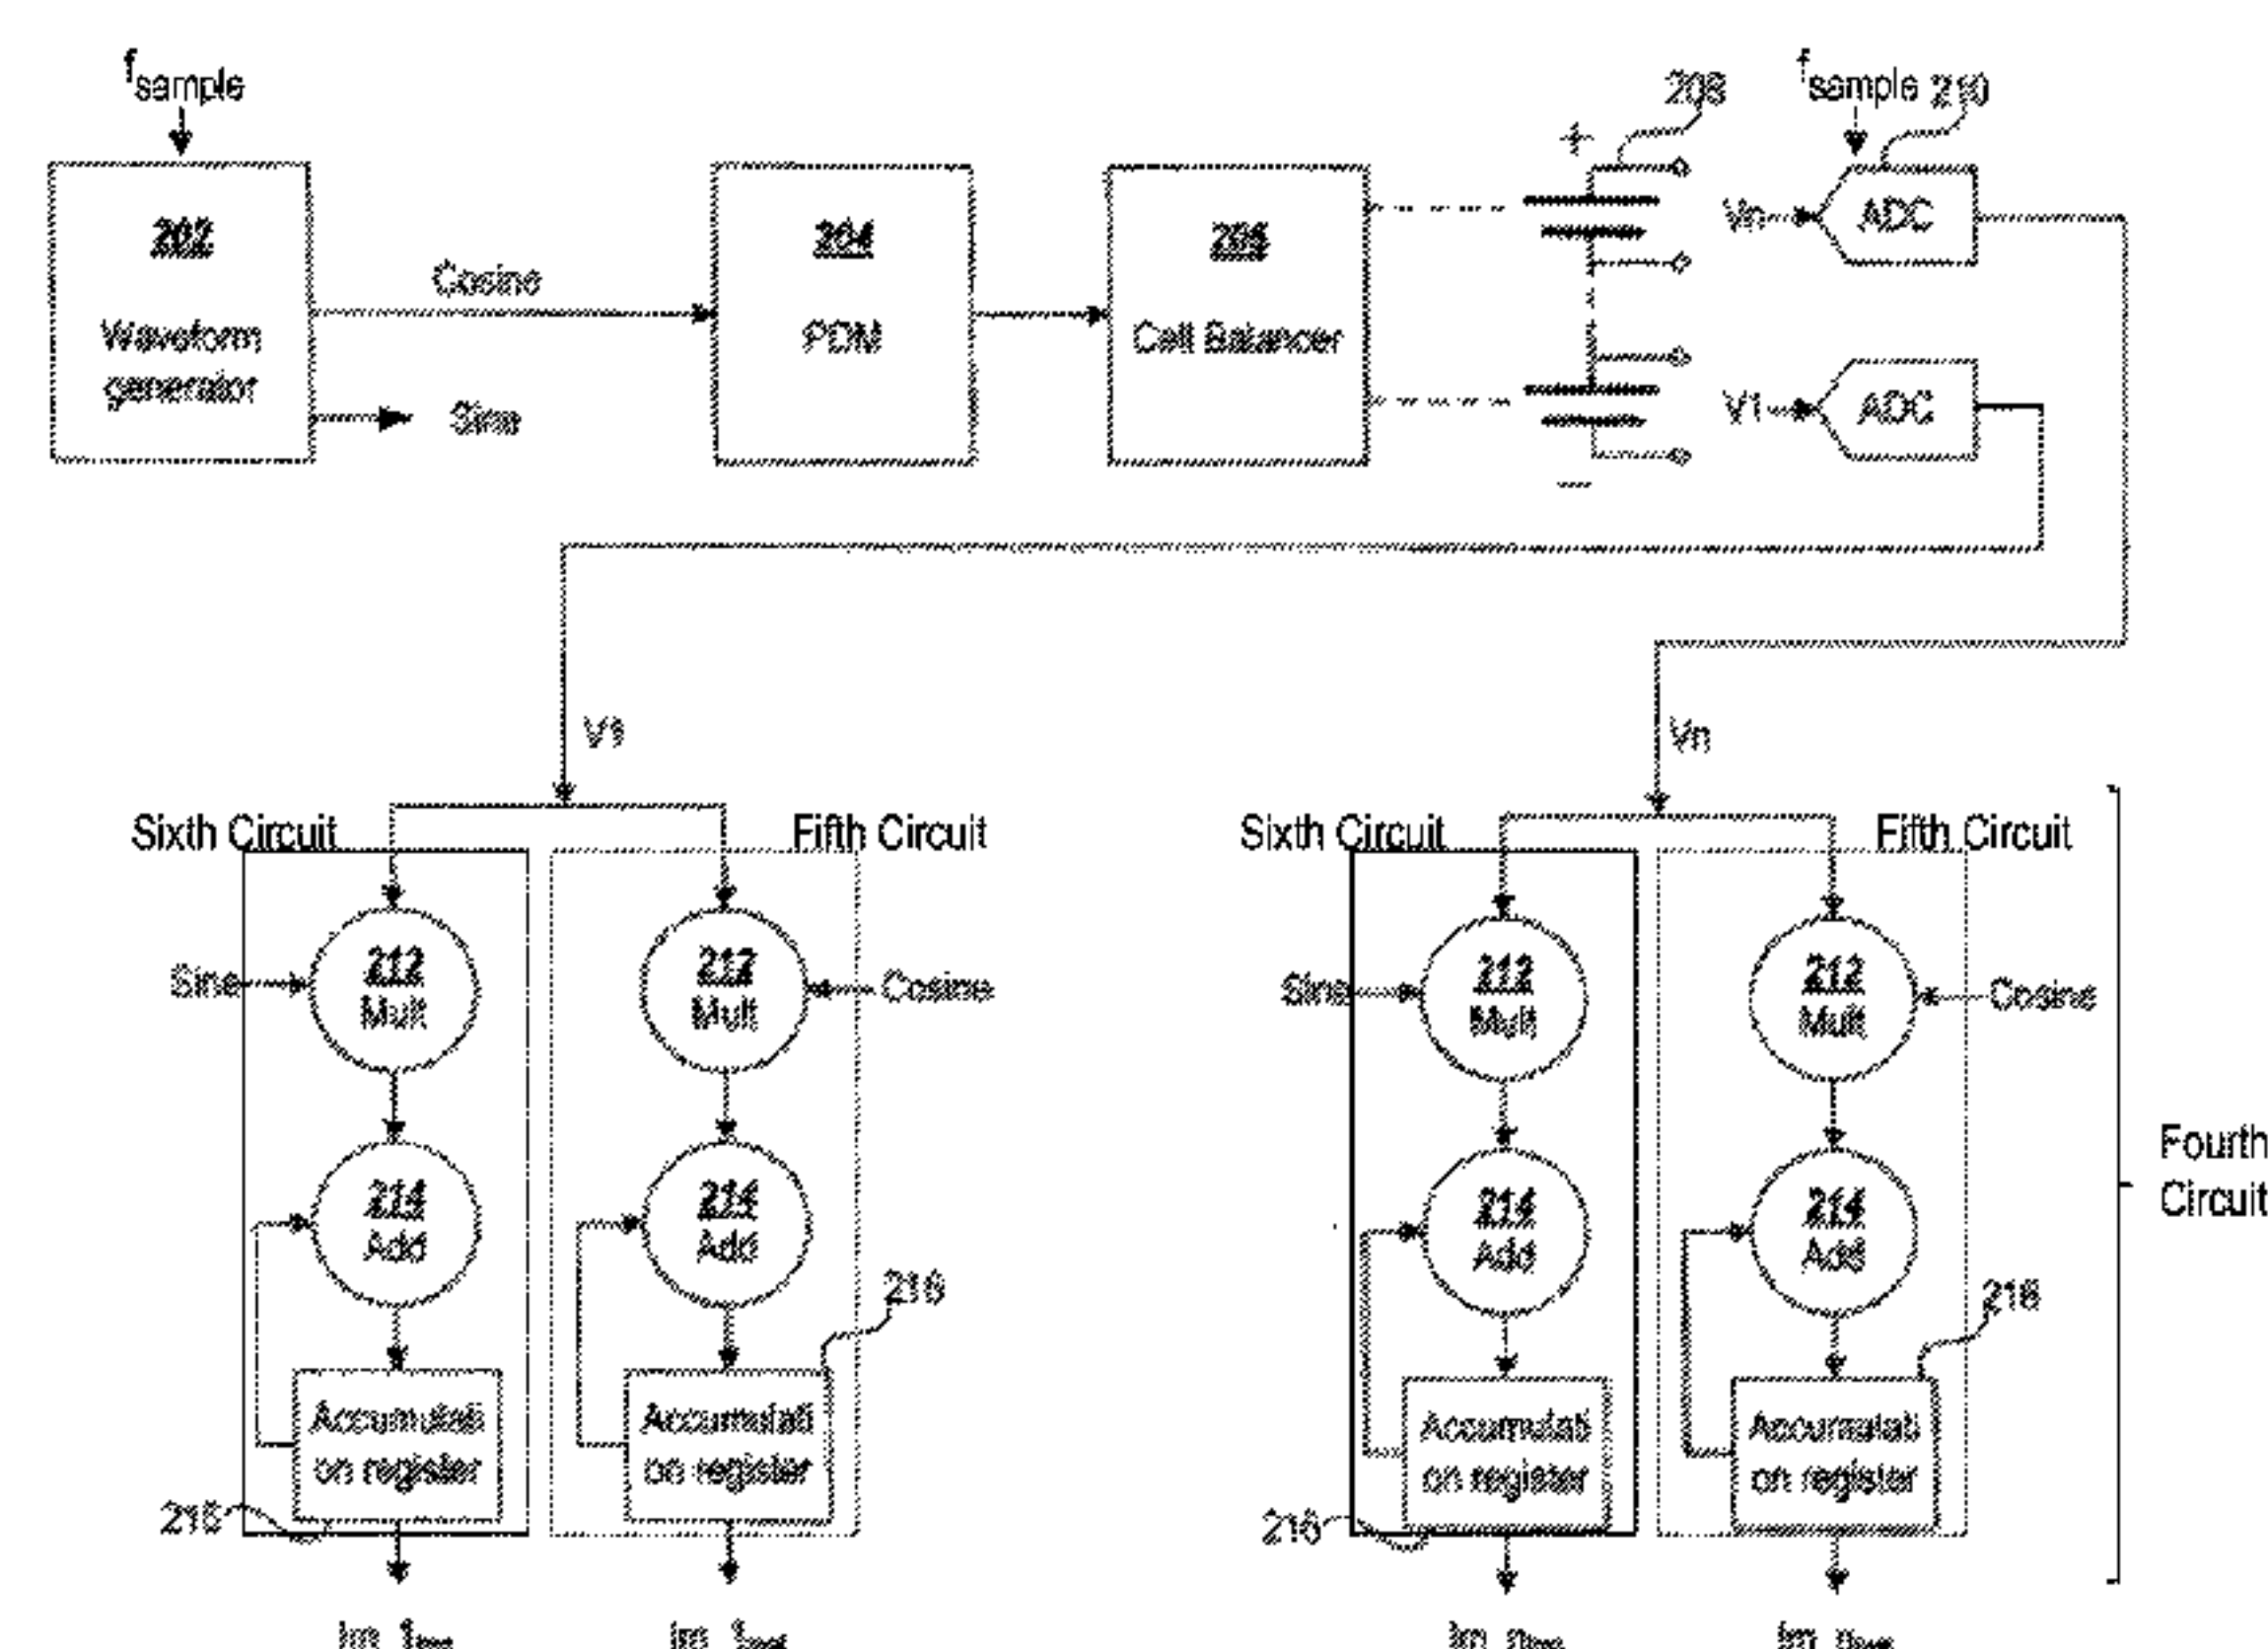 fsample
202
Waveform
generator
Cosine
Sine
204
PDM
206
Cell Balancer
+
208
fsample
210
Vn
ADC
V1
ADC
—
V1
Vn
Sixth Circuit
Fifth Circuit
Sixth Circuit
Fifth Circuit
Sine
212
Mult
212
Mult
Cosine
Sine
212
Mult
212
Mult
Cosine
214
Add
214
Add
214
Add
214
Add
Fourth
Circuit
216
216
Accumulati
on register
Accumulati
on register
Accumulati
on register
Accumulati
on register
216
216